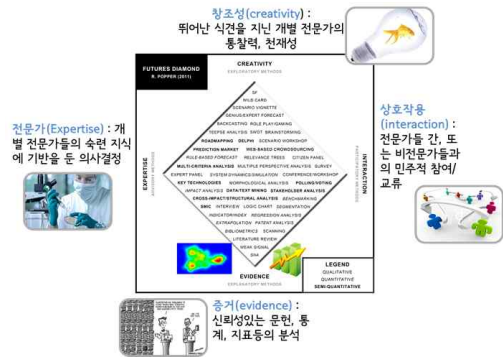 창조성(creativity) :
뛰어난 식견을 지닌 개별 전문가의
통찰력, 천재성
FUTURES DIAMOND
R. POPPER (2011)
CREATIVITY
EXPLORATORY METHODS
SF
WILD CARD
SCENARIO VIGNETTE
GENIUS/EXPERT FORECAST
BACKCASTING ROLE PLAY/GAMING
TEEPSE ANALYSIS SWOT BRAINSTORMING
ROADMAPPING DELPHI SCENARIO WORKSHOP
PREDICTION MARKET WEB-BASED CROWDSOURCING
RULE-BASED FORECAST RELEVANCE TREES CITIZEN PANEL
MULTI-CRITERIA ANALYSIS MULTIPLE PERSPECTIVE ANALYSIS SURVEY
EXPERT PANEL SYSTEM DYNAMICS/SIMULATION CONFERENCE/WORKSHOP
KEY TECHNOLOGIES MORPHOLOGICAL ANALYSIS POLLING/VOTING
IMPACT ANALYSIS DATA/TEXT MINING STAKEHOLDER ANALYSIS
CROSS-IMPACT/STRUCTURAL ANALYSIS BENCHMARKING
SMIC INTERVIEW LOGIC CHART SEGMENTATION
INDICATOR/INDEX REGRESSION ANALYSIS
EXTRAPOLATION PATENT ANALYSIS
BIBLIOMETRICS SCANNING
LITERATURE REVIEW
WEAK SIGNAL
SNA
EXPERTISE
INTERACTION
PARTICIPATORY METHODS
EVIDENCE
EXPLANATORY METHODS
LEGEND
QUALITATIVE
QUANTITATIVE
SEMI-QUANTITATIVE
전문가(Expertise) : 개
별 전문가들의 숙련 지식
에 기반을 둔 의사결정
상호작용
(interaction) :
전문가들 간, 또
는 비전문가들과
의 민주적 참여/
교류
증거(evidence) :
신뢰성있는 문헌, 통
계, 지표등의 분석